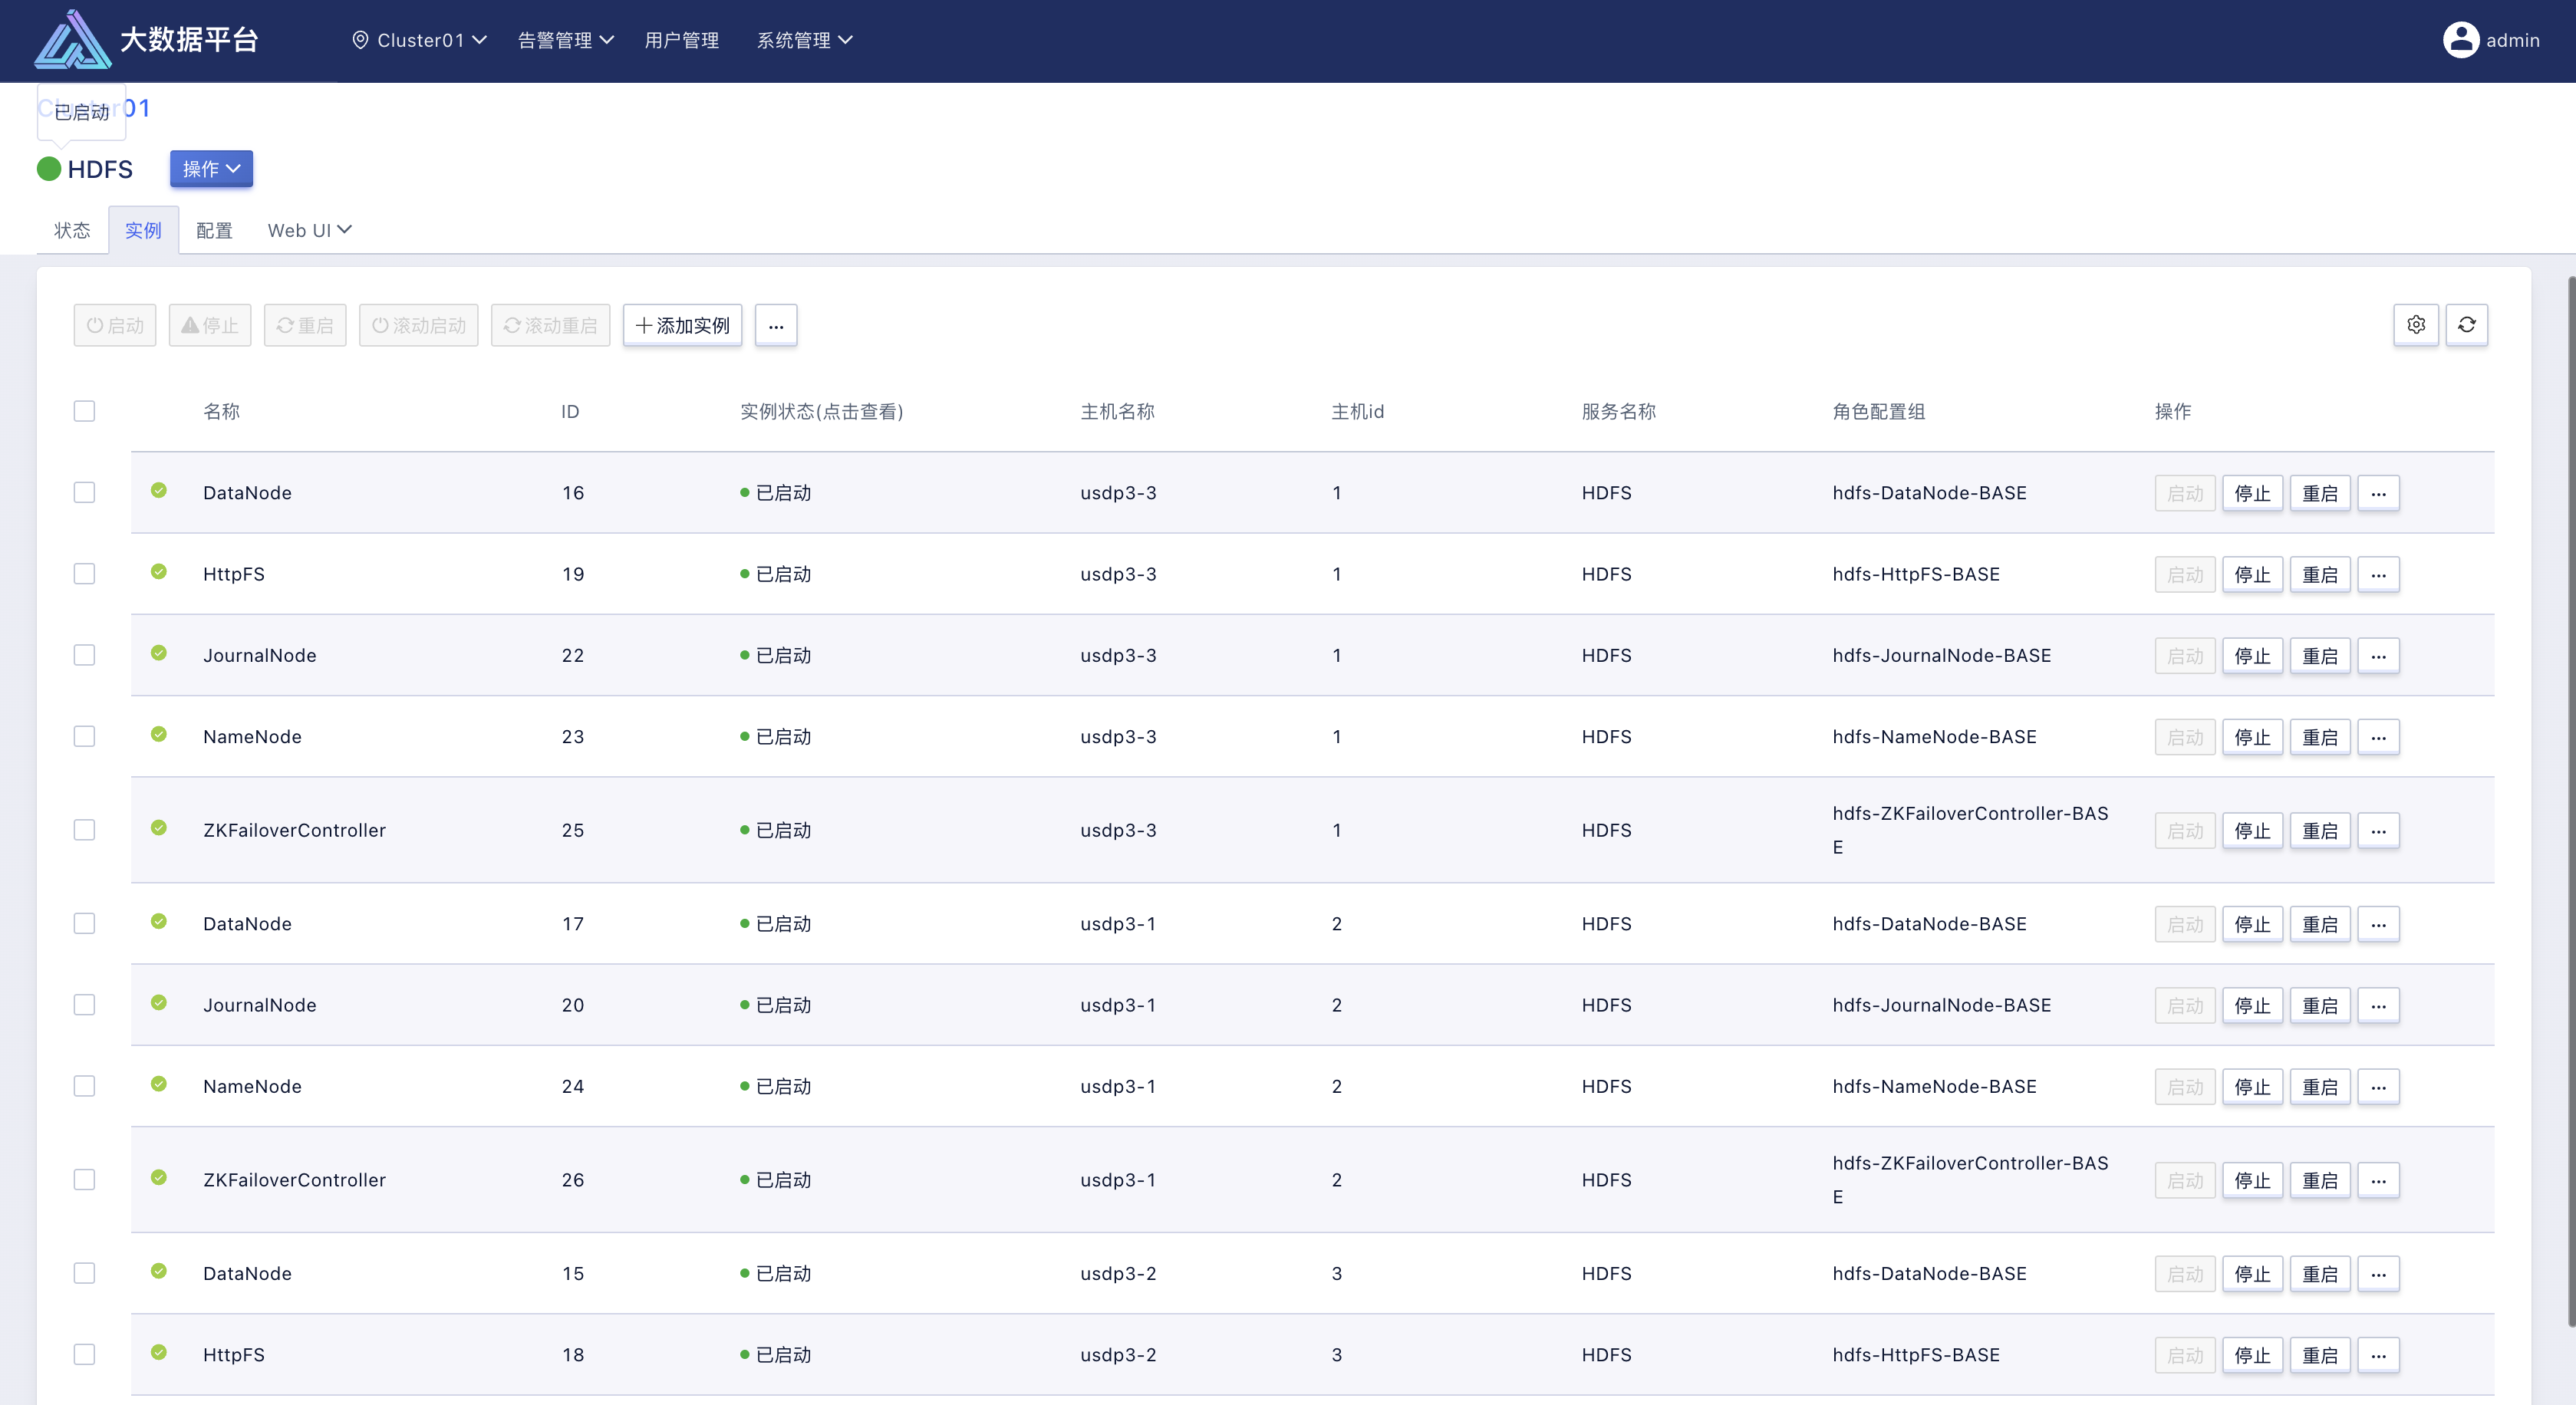 大数据平台 Cluster01 告警管理 用户管理 系统管理 admin
Cluster01
已启动
HDFS 操作
状态 实例 配置 Web UI
启动 停止 重启 滚动启动 滚动重启 添加实例 ...
名称 ID 实例状态(点击查看) 主机名称 主机id 服务名称 角色配置组 操作
DataNode 16 已启动 usdp3-3 1 HDFS hdfs-DataNode-BASE 启动 停止 重启 ...
HttpFS 19 已启动 usdp3-3 1 HDFS hdfs-HttpFS-BASE 启动 停止 重启 ...
JournalNode 22 已启动 usdp3-3 1 HDFS hdfs-JournalNode-BASE 启动 停止 重启 ...
NameNode 23 已启动 usdp3-3 1 HDFS hdfs-NameNode-BASE 启动 停止 重启 ...
ZKFailoverController 25 已启动 usdp3-3 1 HDFS hdfs-ZKFailoverController-BAS
E 启动 停止 重启 ...
DataNode 17 已启动 usdp3-1 2 HDFS hdfs-DataNode-BASE 启动 停止 重启 ...
JournalNode 20 已启动 usdp3-1 2 HDFS hdfs-JournalNode-BASE 启动 停止 重启 ...
NameNode 24 已启动 usdp3-1 2 HDFS hdfs-NameNode-BASE 启动 停止 重启 ...
ZKFailoverController 26 已启动 usdp3-1 2 HDFS hdfs-ZKFailoverController-BAS
E 启动 停止 重启 ...
DataNode 15 已启动 usdp3-2 3 HDFS hdfs-DataNode-BASE 启动 停止 重启 ...
HttpFS 18 已启动 usdp3-2 3 HDFS hdfs-HttpFS-BASE 启动 停止 重启 ...